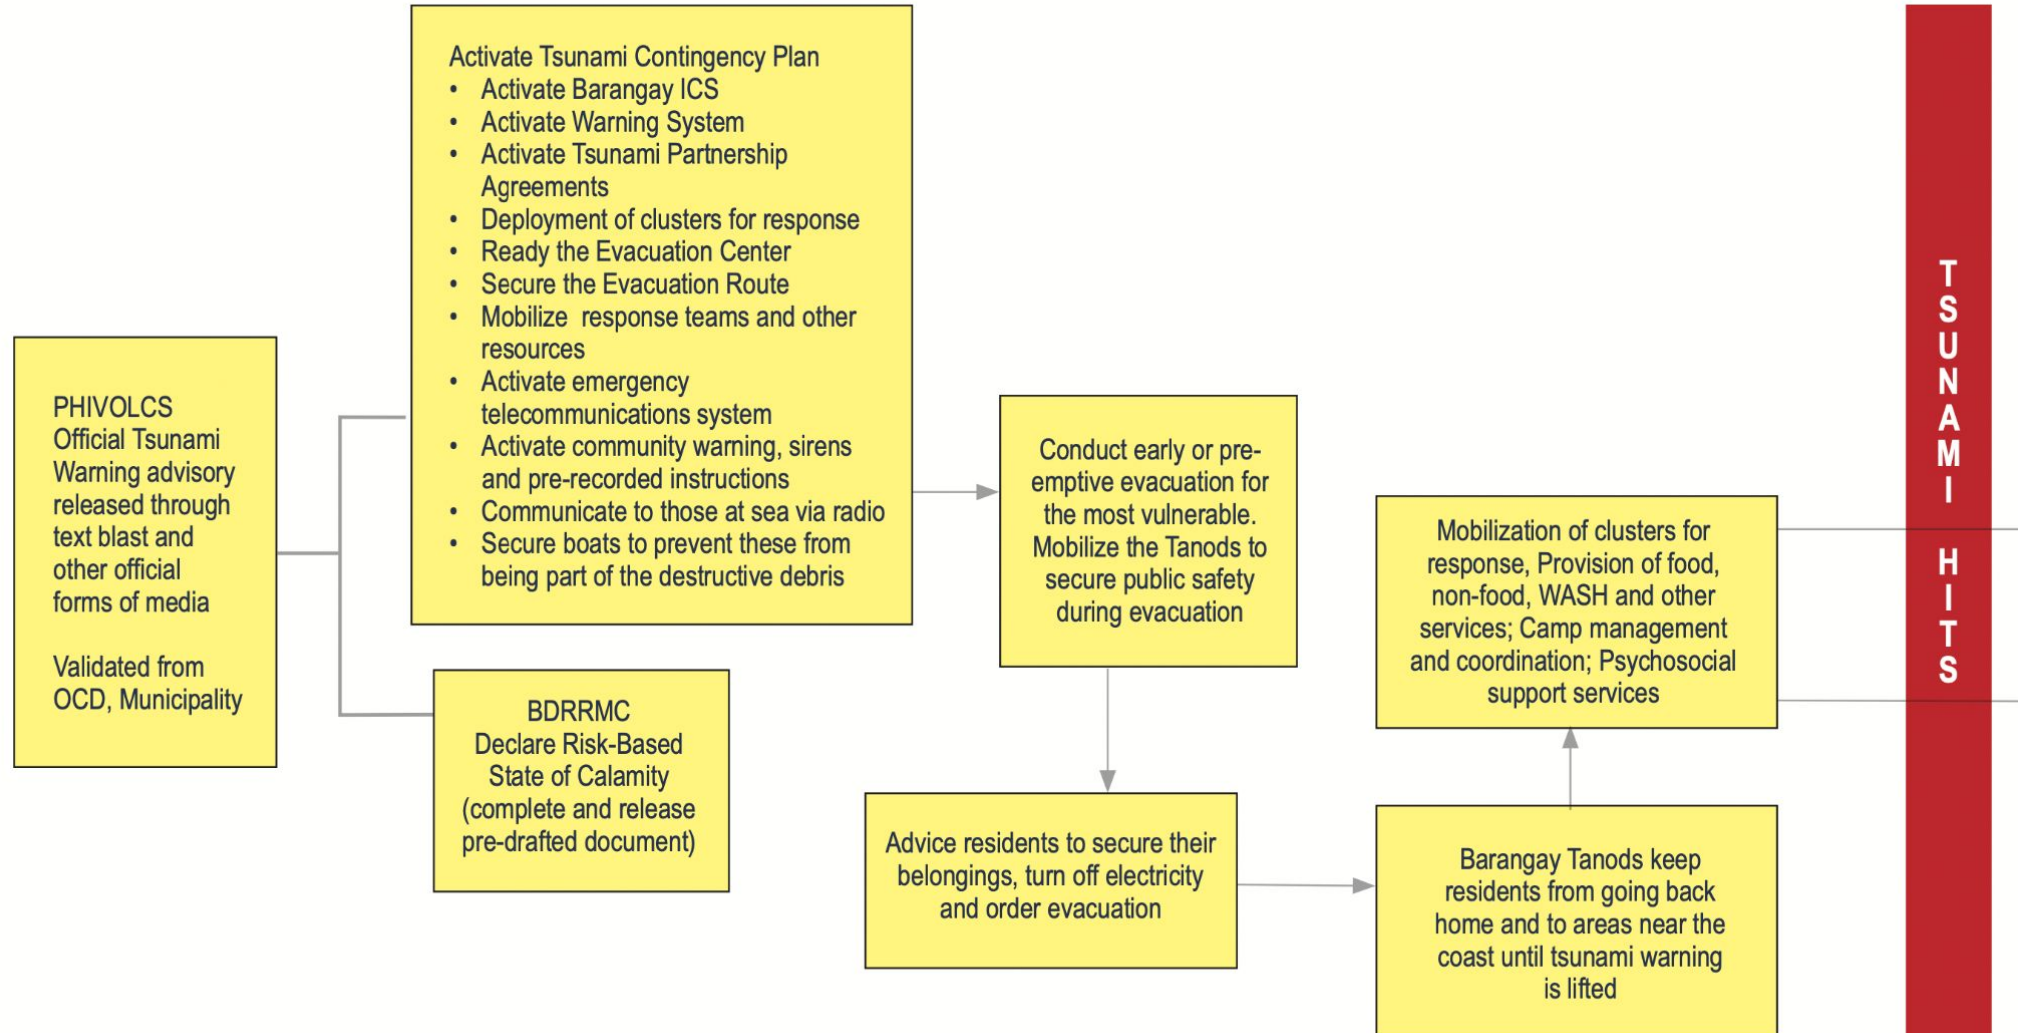 PHIVOLCS
Official Tsunami
Warning advisory
released through
text blast and
other official
forms of media
Validated from
OCD, Municipality
Activate Tsunami Contingency Plan
• Activate Barangay ICS
• Activate Warning System
• Activate Tsunami Partnership
Agreements
• Deployment of clusters for response
• Ready the Evacuation Center
• Secure the Evacuation Route
• Mobilize response teams and other
resources
• Activate emergency
telecommunications system
• Activate community warning, sirens
and pre-recorded instructions
• Communicate to those at sea via radio
• Secure boats to prevent these from
being part of the destructive debris
BDRRMC
Declare Risk-Based
State of Calamity
(complete and release
pre-drafted document)
Conduct early or pre-
emptive evacuation for
the most vulnerable.
Mobilize the Tanods to
secure public safety
during evacuation
Advice residents to secure their
belongings, turn off electricity
and order evacuation
Barangay Tanods keep
residents from going back
home and to areas near the
coast until tsunami warning
is lifted
Mobilization of clusters for
response, Provision of food,
non-food, WASH and other
services; Camp management
and coordination; Psychosocial
support services
TSUNAMI HITS